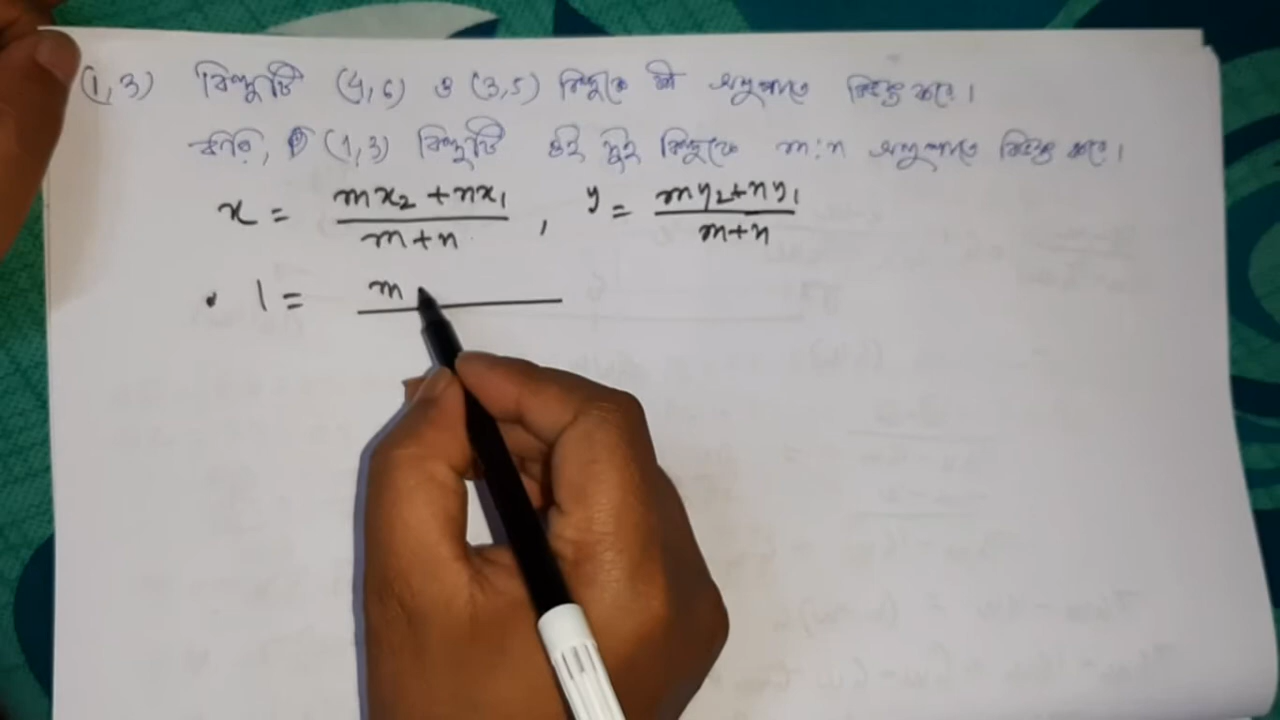 (1,3) বিন্দুটি (4,6) ও (3,5) বিন্দুকে কী অনুপাতে বিভক্ত করে।
ধরি, (1,3) বিন্দুটি ঐই দুই বিন্দুকে m:n অনুপাতে বিভক্ত করে।
x = (mx₂ + nx₁)/(m+n) , y = (my₂+ny₁)/(m+n)
1 = m